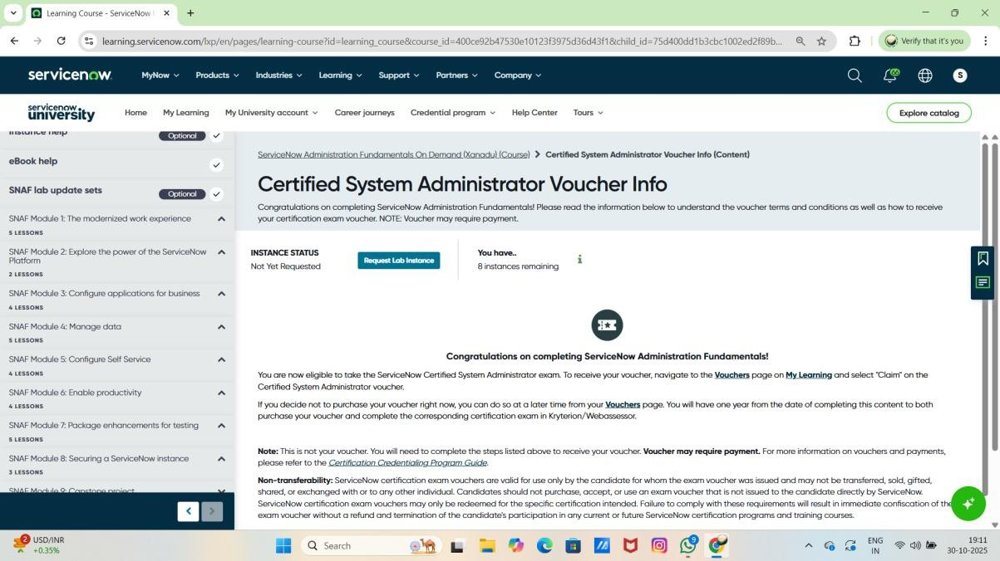 Learning Course - ServiceNow
learning.servicenow.com/lxp/en/pages/learning-course?id=learning_course&course_id=400ce92b47530e10123f3975d36d43f1&child_id=75d400dd1b3cbc1002ed2f89b...
Verify that it's you
servicenow
MyNow
Products
Industries
Learning
Support
Partners
Company
S
servicenow
university
Home
My Learning
My University account
Career journeys
Credential program
Help Center
Tours
Explore catalog
Instance help
Optional
eBook help
SNAF lab update sets
Optional
SNAF Module 1: The modernized work experience
5 LESSONS
SNAF Module 2: Explore the power of the ServiceNow
Platform
2 LESSONS
SNAF Module 3: Configure applications for business
4 LESSONS
SNAF Module 4: Manage data
5 LESSONS
SNAF Module 5: Configure Self Service
4 LESSONS
SNAF Module 6: Enable productivity
4 LESSONS
SNAF Module 7: Package enhancements for testing
5 LESSONS
SNAF Module 8: Securing a ServiceNow instance
3 LESSONS
SNAF Module 9: Capstone project
ServiceNow Administration Fundamentals On Demand (Xanadu) (Course)
Certified System Administrator Voucher Info (Content)
Certified System Administrator Voucher Info
Congratulations on completing ServiceNow Administration Fundamentals! Please read the information below to understand the voucher terms and conditions as well as how to receive
your certification exam voucher. NOTE: Voucher may require payment.
INSTANCE STATUS
Not Yet Requested
Request Lab Instance
You have..
8 instances remaining
Congratulations on completing ServiceNow Administration Fundamentals!
You are now eligible to take the ServiceNow Certified System Administrator exam. To receive your voucher, navigate to the Vouchers page on My Learning and select "Claim" on the
Certified System Administrator voucher.
If you decide not to purchase your voucher right now, you can do so at a later time from your Vouchers page. You will have one year from the date of completing this content to both
purchase your voucher and complete the corresponding certification exam in Kryterion/Webassessor.
Note: This is not your voucher. You will need to complete the steps listed above to receive your voucher. Voucher may require payment. For more information on vouchers and payments,
please refer to the Certification Credentialing Program Guide.
Non-transferability: ServiceNow certification exam vouchers are valid for use only by the candidate for whom the exam voucher was issued and may not be transferred, sold, gifted,
shared, or exchanged with or to any other individual. Candidates should not purchase, accept, or use an exam voucher that is not issued to the candidate directly by ServiceNow.
ServiceNow certification exam vouchers may only be redeemed for the specific certification intended. Failure to comply with these requirements will result in immediate confiscation of the
exam voucher without a refund and termination of the candidate's participation in any current or future ServiceNow certification programs and training courses.
2
USD/INR
+0.35%
Search
9
ENG
IN
19:11
30-10-2025